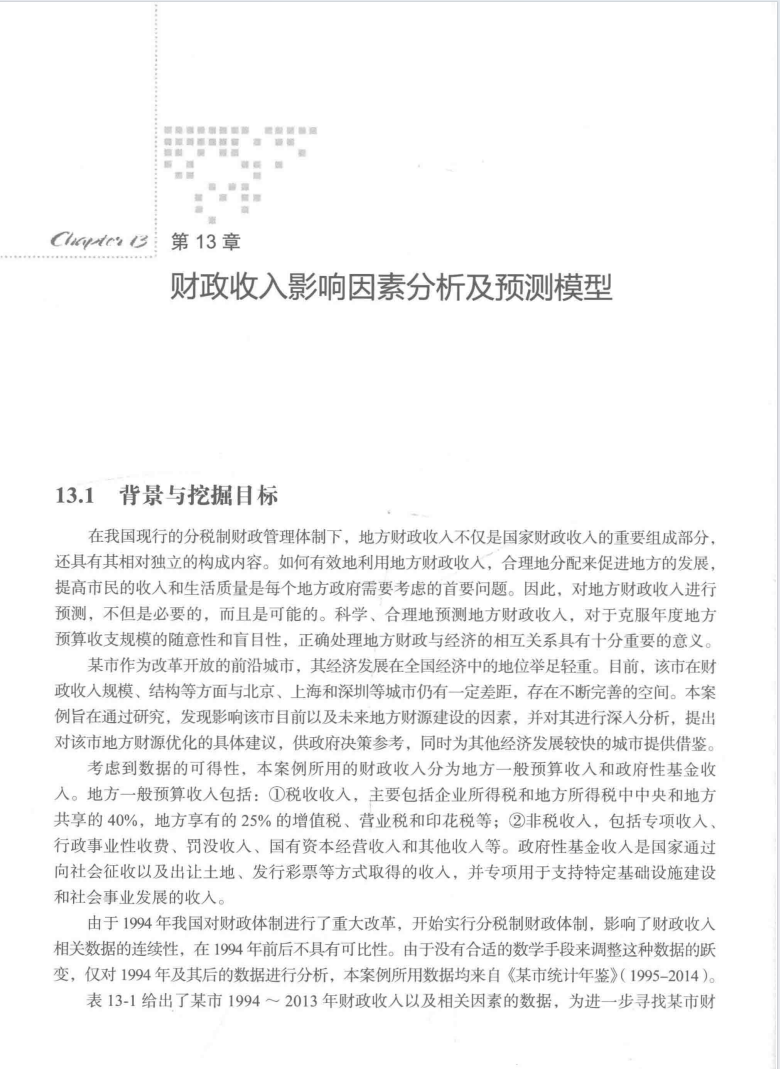 Chapter 13 第 13 章
财政收入影响因素分析及预测模型
13.1 背景与挖掘目标
在我国现行的分税制财政管理体制下，地方财政收入不仅是国家财政收入的重要组成部分，
还具有其相对独立的构成内容。如何有效地利用地方财政收入，合理地分配来促进地方的发展，
提高市民的收入和生活质量是每个地方政府需要考虑的首要问题。因此，对地方财政收入进行
预测，不但是必要的，而且是可能的。科学、合理地预测地方财政收入，对于克服年度地方
预算收支规模的随意性和盲目性，正确处理地方财政与经济的相互关系具有十分重要的意义。
某市作为改革开放的前沿城市，其经济发展在全国经济中的地位举足轻重。目前，该市在财
政收入规模、结构等方面与北京、上海和深圳等城市仍有一定差距，存在不断完善的空间。本案
例旨在通过研究，发现影响该市目前以及未来地方财源建设的因素，并对其进行深入分析，提出
对该市地方财源优化的具体建议，供政府决策参考，同时为其他经济发展较快的城市提供借鉴。
考虑到数据的可得性，本案例所用的财政收入分为地方一般预算收入和政府性基金收
入。地方一般预算收入包括：①税收收入，主要包括企业所得税和地方所得税中中央和地方
共享的 40%，地方享有的 25% 的增值税、营业税和印花税等；②非税收入，包括专项收入、
行政事业性收费、罚没收入、国有资本经营收入和其他收入等。政府性基金收入是国家通过
向社会征收以及出让土地、发行彩票等方式取得的收入，并专项用于支持特定基础设施建设
和社会事业发展的收入。
由于 1994 年我国对财政体制进行了重大改革，开始实行分税制财政体制，影响了财政收入
相关数据的连续性，在 1994 年前后不具有可比性。由于没有合适的数学手段来调整这种数据的跃
变，仅对 1994 年及其后的数据进行分析，本案例所用数据均来自《某市统计年鉴》（1995–2014）。
表 13-1 给出了某市 1994 ～ 2013 年财政收入以及相关因素的数据，为进一步寻找某市财